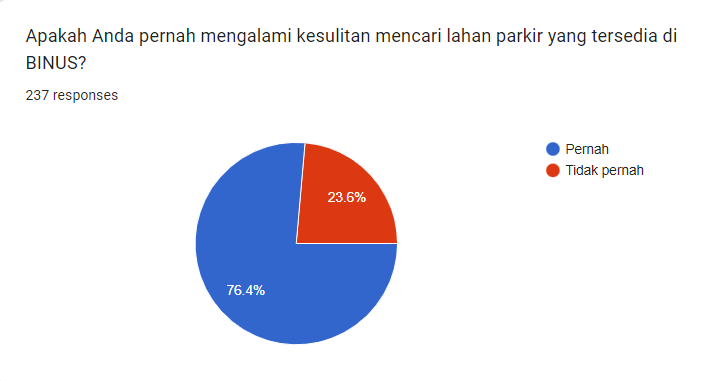 Apakah Anda pernah mengalami kesulitan mencari lahan parkir yang tersedia di
BINUS?
237 responses
Pernah
Tidak pernah
23.6%
76.4%